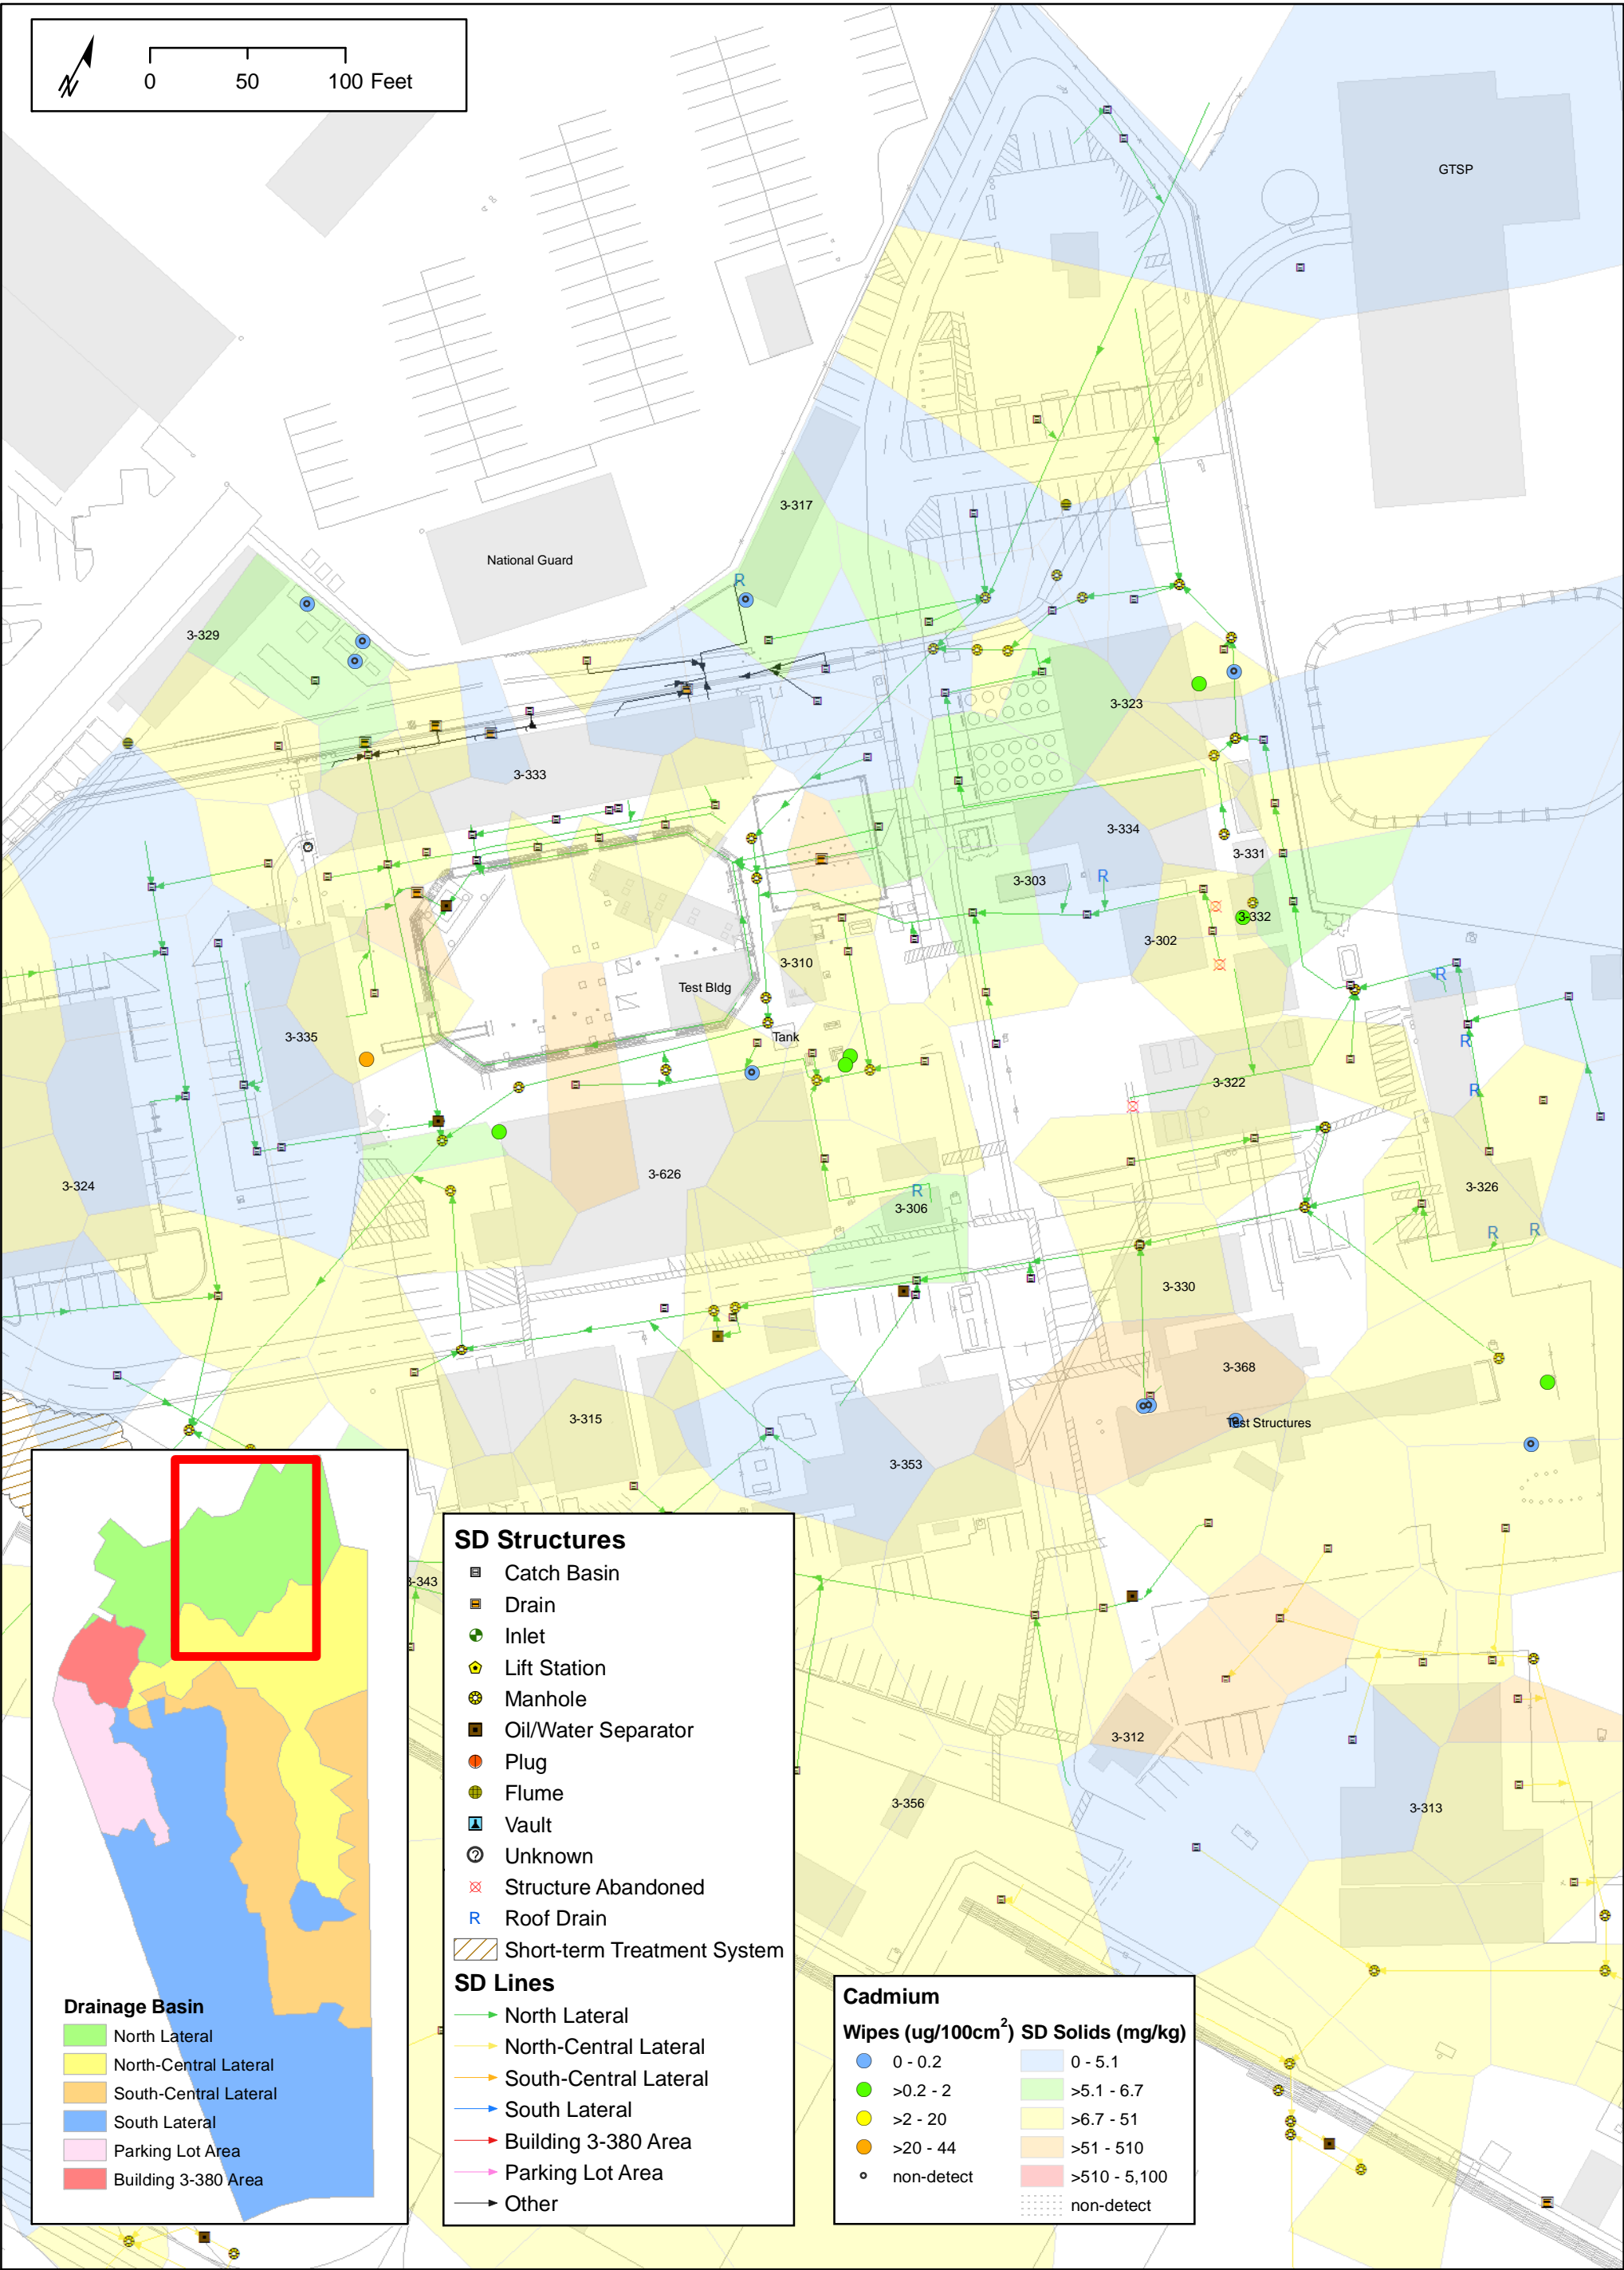 N
0 50 100 Feet
GTSP
3-317
National Guard
R
3-329
3-323
3-333
3-334
3-331
R
3-303
3-332
3-302
3-310
R
Test Bldg
3-335
Tank
R
3-322
R
3-626
3-324
3-326
R
3-306
R
R
3-330
3-368
3-315
Test Structures
3-353
3-343
3-312
3-356
3-313
Drainage Basin
North Lateral
North-Central Lateral
South-Central Lateral
South Lateral
Parking Lot Area
Building 3-380 Area
SD Structures
Catch Basin
Drain
Inlet
Lift Station
Manhole
Oil/Water Separator
Plug
Flume
Vault
? Unknown
Structure Abandoned
R Roof Drain
Short-term Treatment System
SD Lines
North Lateral
North-Central Lateral
South-Central Lateral
South Lateral
Building 3-380 Area
Parking Lot Area
Other
Cadmium
Wipes (ug/100cm²) SD Solids (mg/kg)
0 - 0.2 0 - 5.1
>0.2 - 2 >5.1 - 6.7
>2 - 20 >6.7 - 51
>20 - 44 >51 - 510
non-detect >510 - 5,100
non-detect